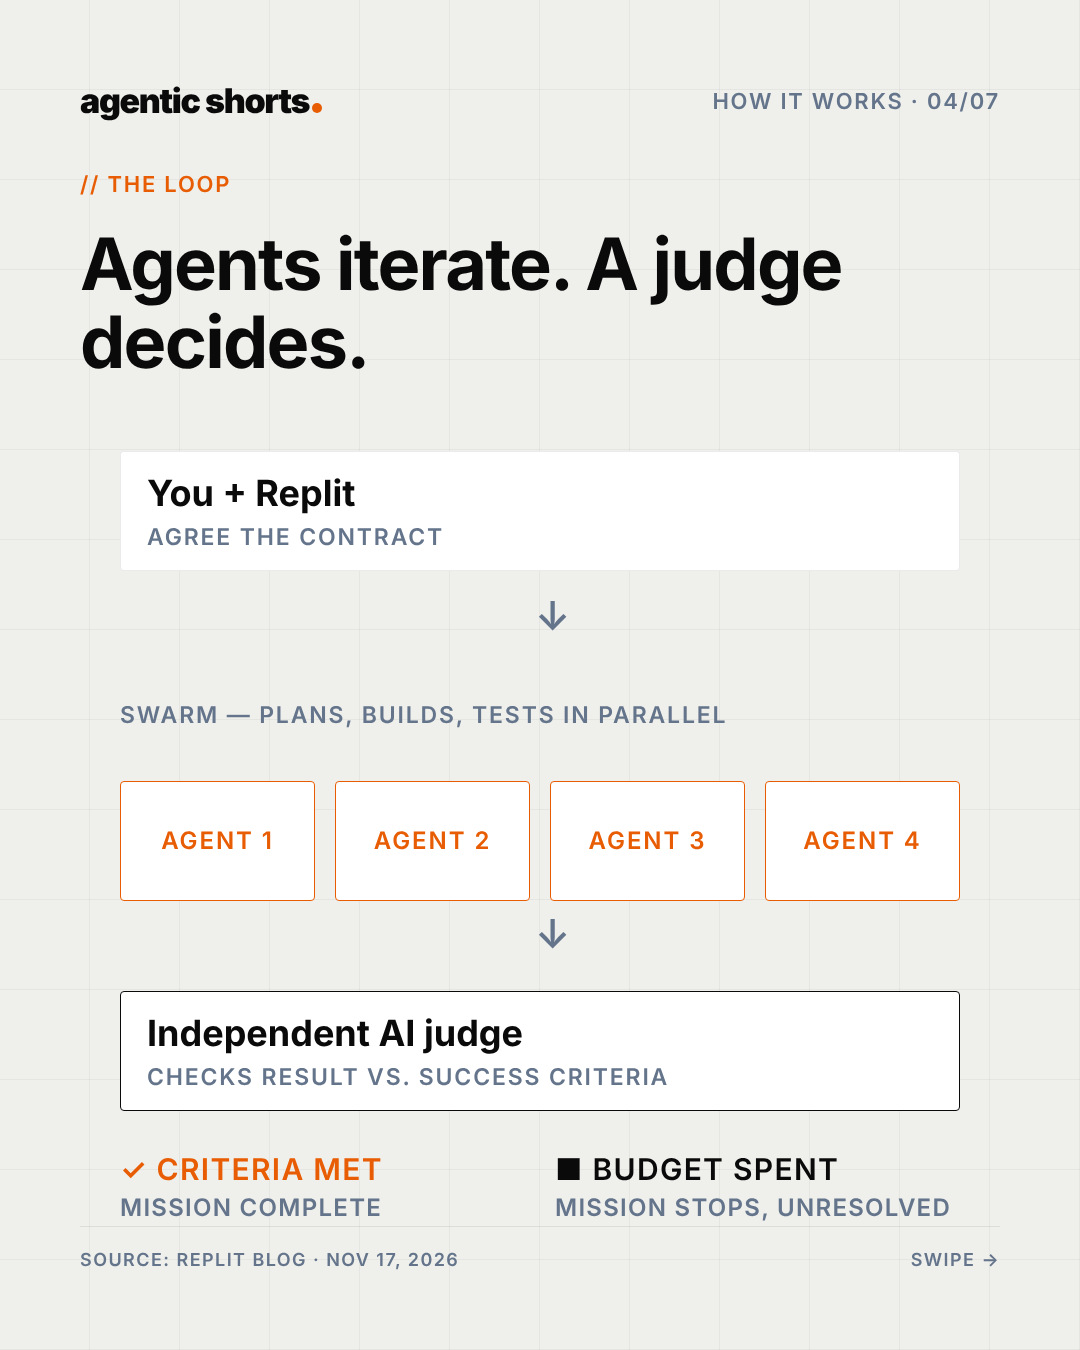 agentic shorts.
HOW IT WORKS · 04/07
// THE LOOP
Agents iterate. A judge
decides.
You + Replit
AGREE THE CONTRACT
↓
SWARM — PLANS, BUILDS, TESTS IN PARALLEL
AGENT 1
AGENT 2
AGENT 3
AGENT 4
↓
Independent AI judge
CHECKS RESULT VS. SUCCESS CRITERIA
✓ CRITERIA MET
MISSION COMPLETE
■ BUDGET SPENT
MISSION STOPS, UNRESOLVED
SOURCE: REPLIT BLOG · NOV 17, 2026
SWIPE →